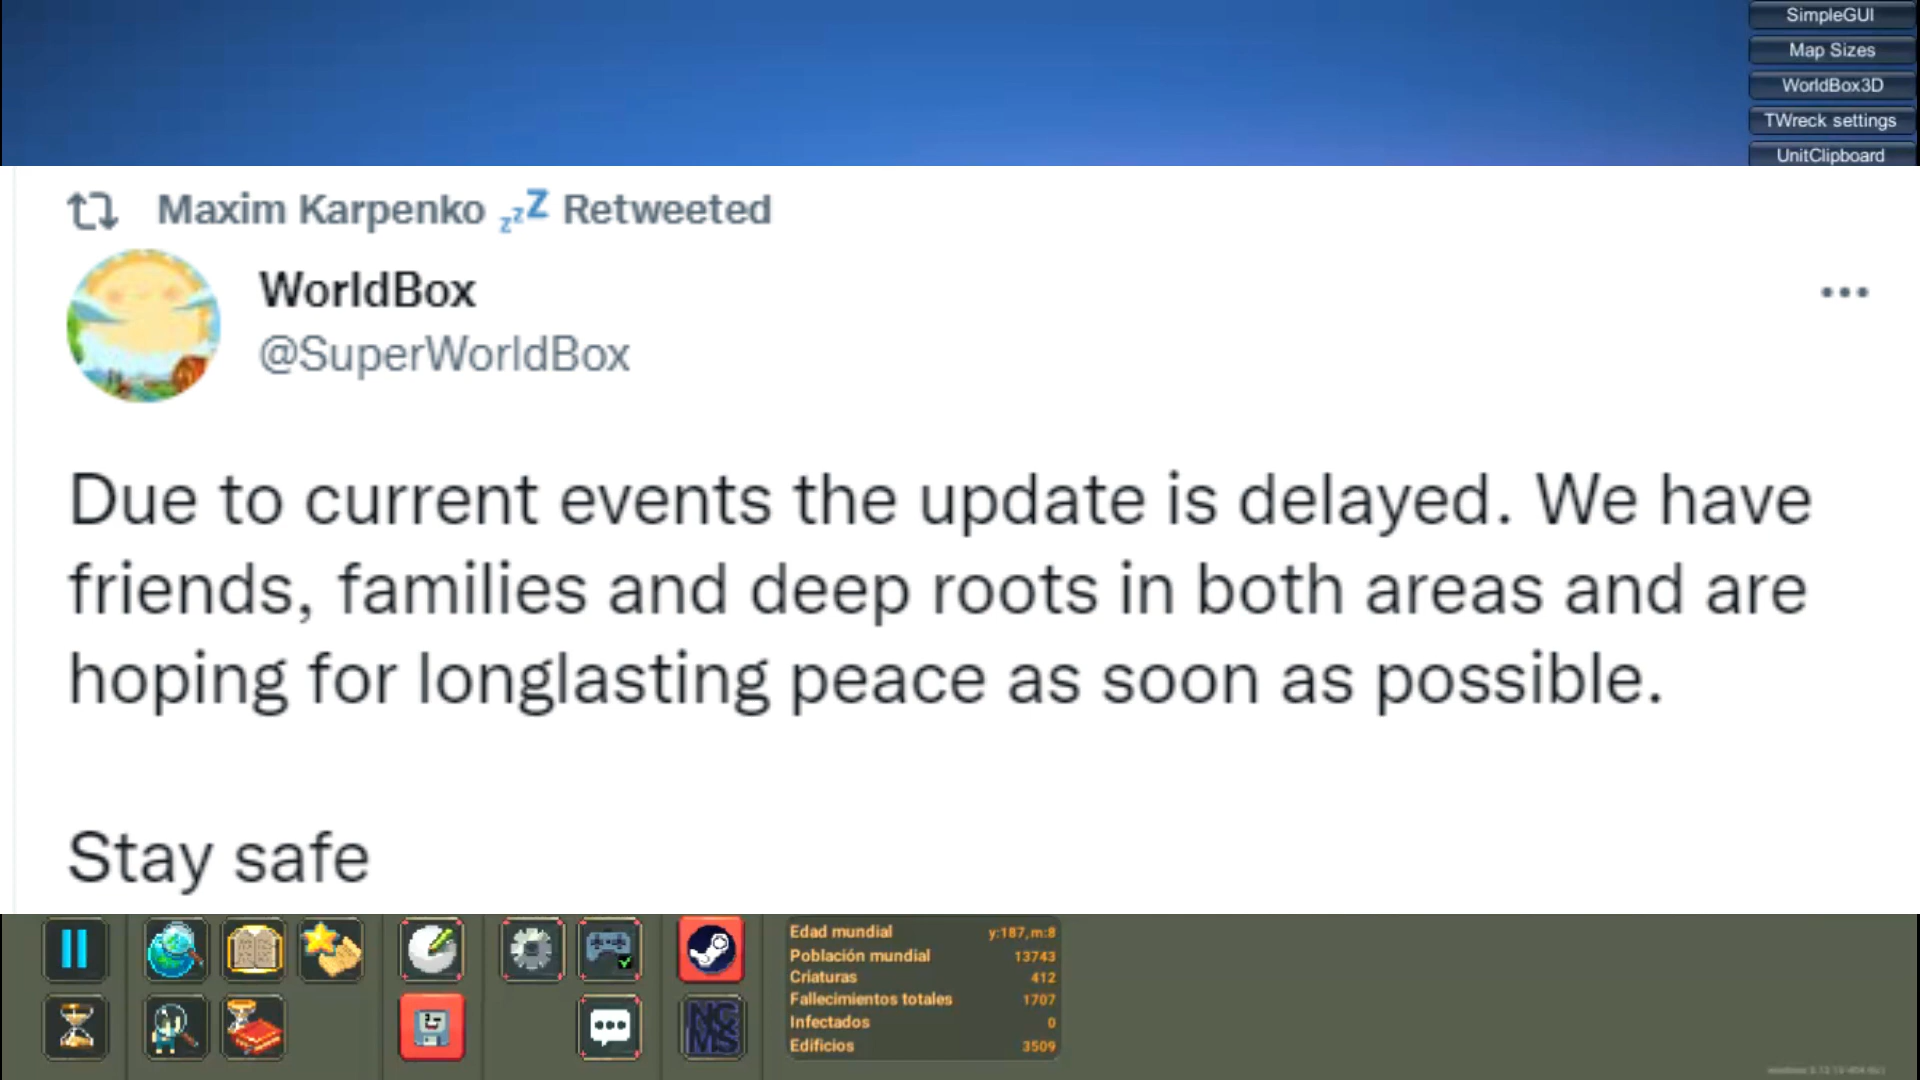 SimpleGUI
Map Sizes
WorldBox3D
TWreck settings
UnitClipboard
Maxim Karpenko 💤 Retweeted
WorldBox
@SuperWorldBox
Due to current events the update is delayed. We have
friends, families and deep roots in both areas and are
hoping for longlasting peace as soon as possible.
Stay safe
Edad mundial y:187,m:8
Población mundial 13743
Criaturas 412
Fallecimientos totales 1707
Infectados 0
Edificios 3509
NC
MS